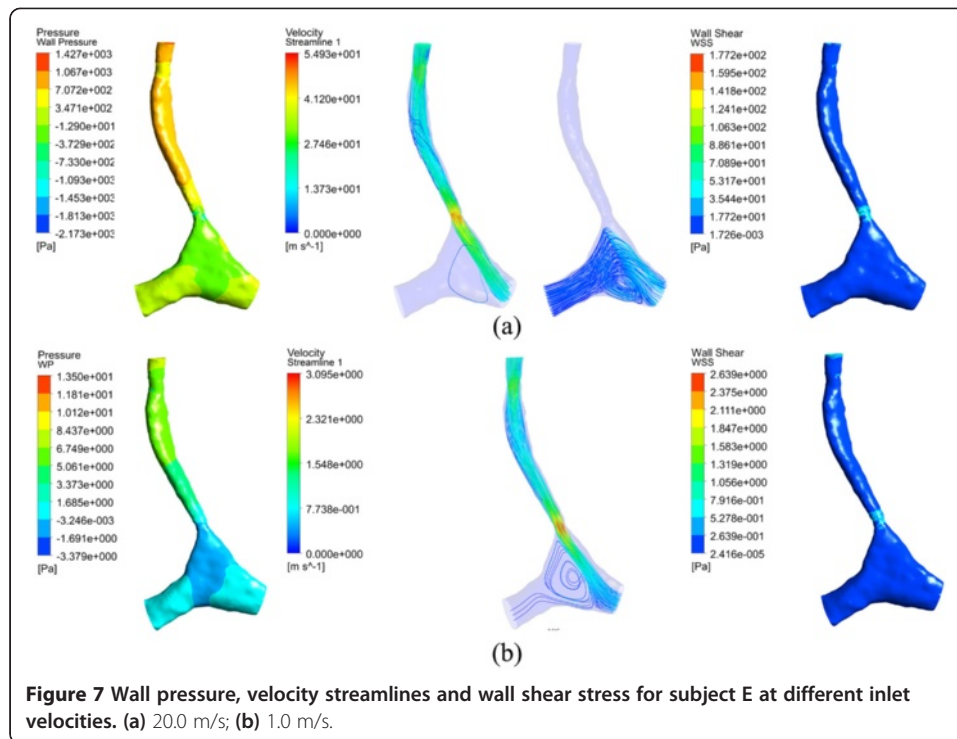 Pressure
Wall Pressure
1.427e+003
1.067e+003
7.072e+002
3.471e+002
-1.290e+001
-3.729e+002
-7.330e+002
-1.093e+003
-1.453e+003
-1.813e+003
-2.173e+003
[Pa]
Velocity
Streamline 1
5.493e+001
4.120e+001
2.746e+001
1.373e+001
0.000e+000
[m s^-1]
Wall Shear
WSS
1.772e+002
1.595e+002
1.418e+002
1.241e+002
1.063e+002
8.861e+001
7.089e+001
5.317e+001
3.544e+001
1.772e+001
1.726e-003
[Pa]
(a)
Pressure
WP
1.350e+001
1.181e+001
1.012e+001
8.437e+000
6.749e+000
5.061e+000
3.373e+000
1.685e+000
-3.246e-003
-1.691e+000
-3.379e+000
[Pa]
Velocity
Streamline 1
3.095e+000
2.321e+000
1.548e+000
7.738e-001
0.000e+000
[m s^-1]
Wall Shear
WSS
2.639e+000
2.375e+000
2.111e+000
1.847e+000
1.583e+000
1.319e+000
1.056e+000
7.916e-001
5.278e-001
2.639e-001
2.416e-005
[Pa]
(b)
Figure 7 Wall pressure, velocity streamlines and wall shear stress for subject E at different inlet
velocities. (a) 20.0 m/s; (b) 1.0 m/s.